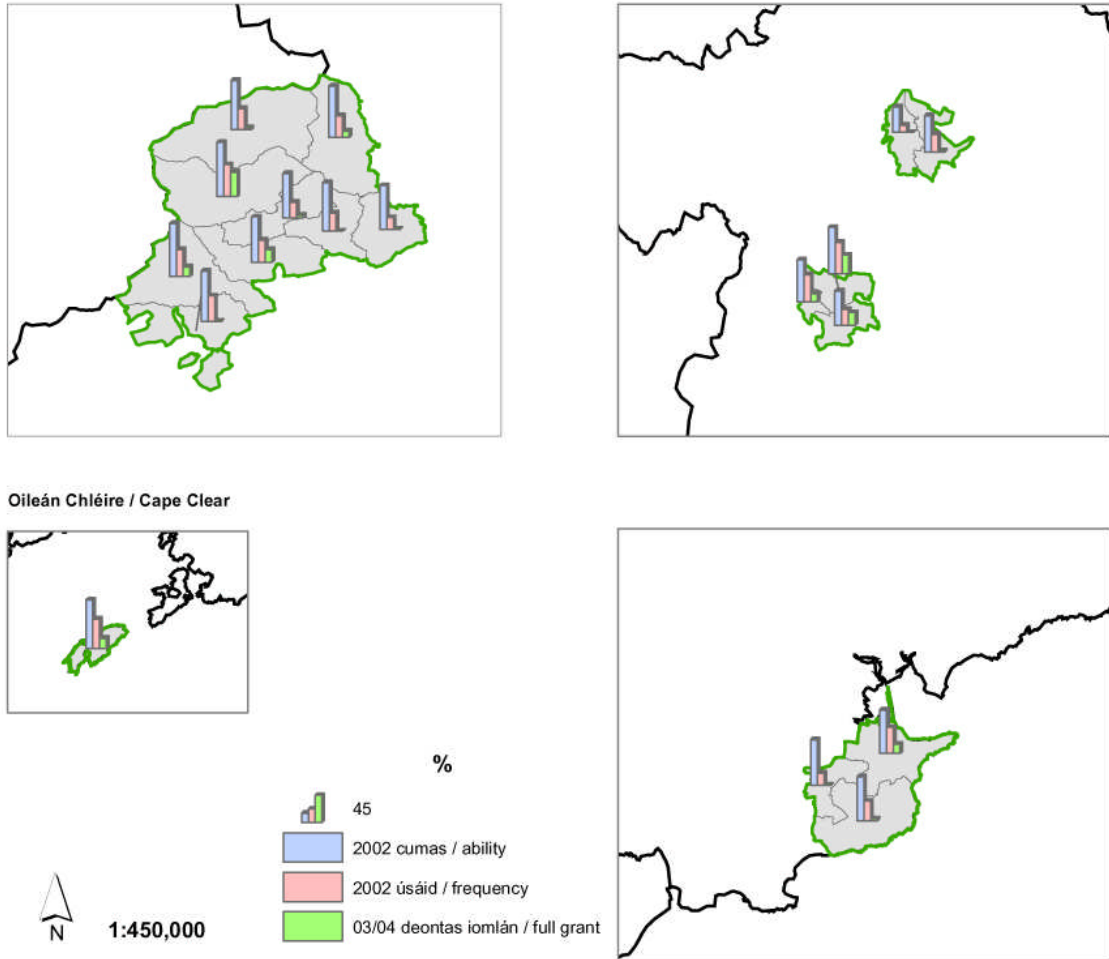 Oileán Chléire / Cape Clear
%
45
2002 cumas / ability
2002 úsáid / frequency
03/04 deontas iomlán / full grant
N
1:450,000